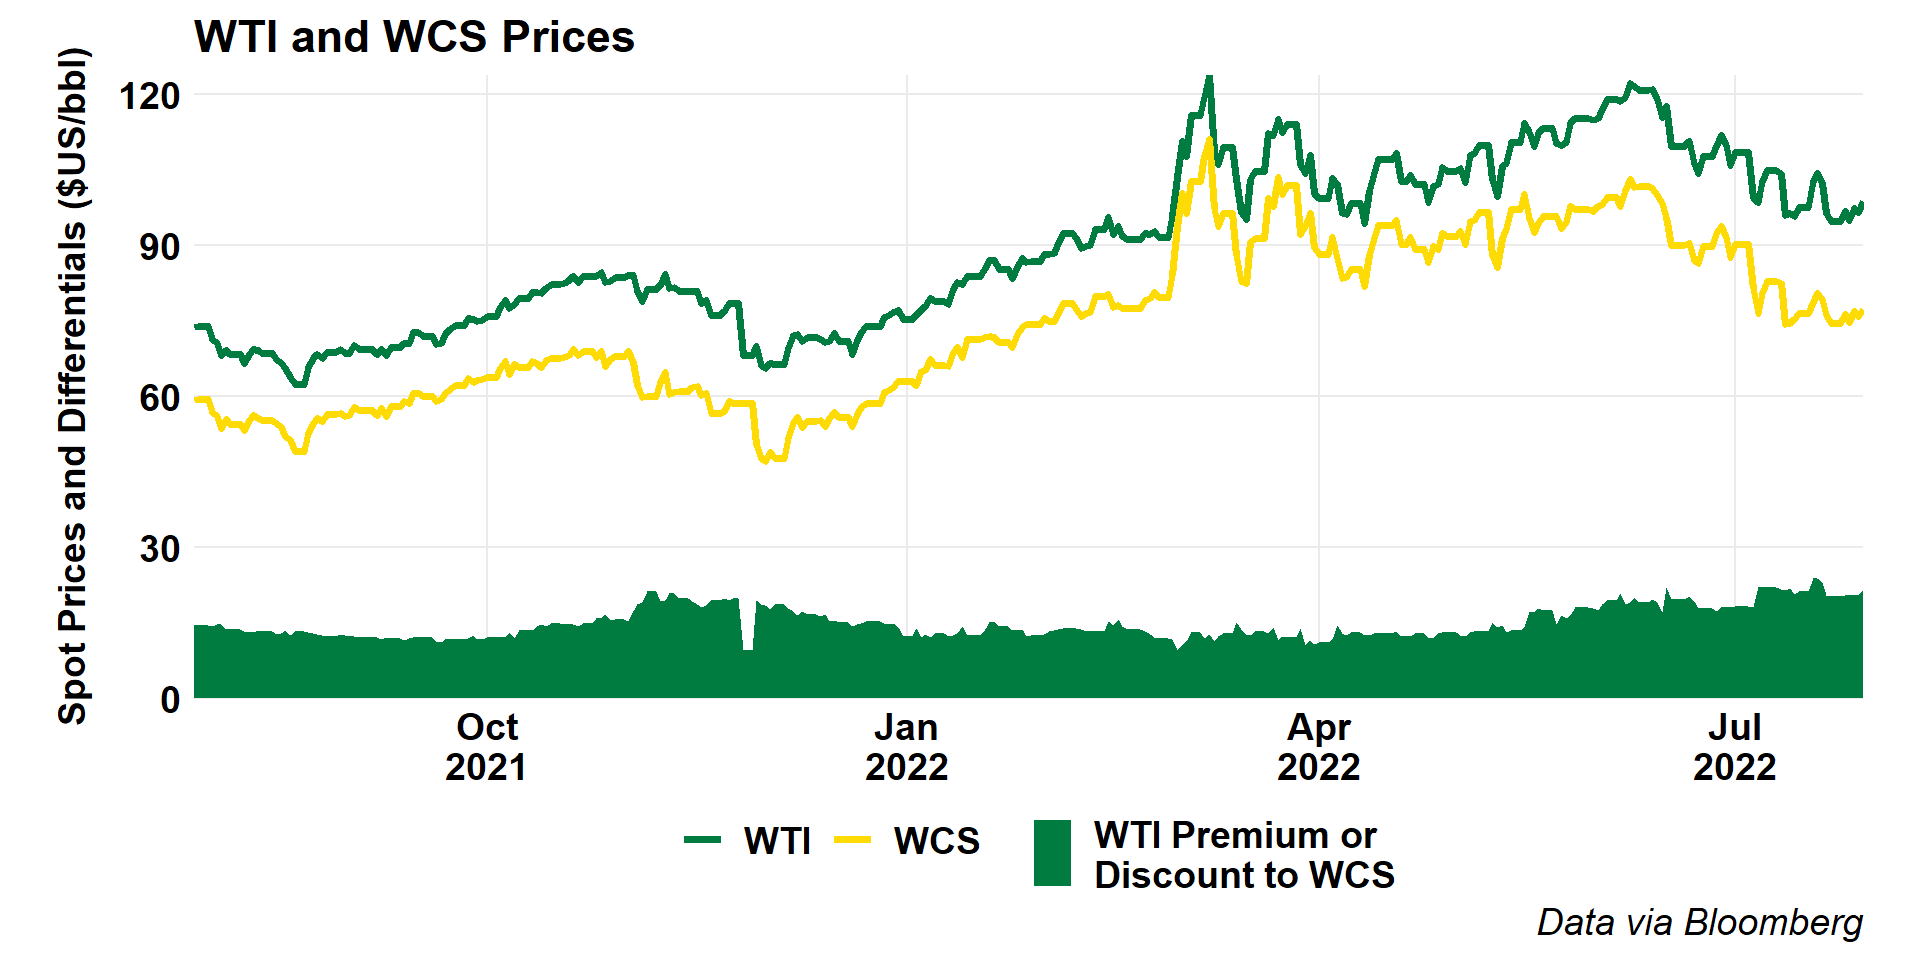 WTI and WCS Prices
Spot Prices and Differentials ($US/bbl)
120
90
60
30
0
Oct
2021
Jan
2022
Apr
2022
Jul
2022
WTI
WCS
WTI Premium or
Discount to WCS
Data via Bloomberg